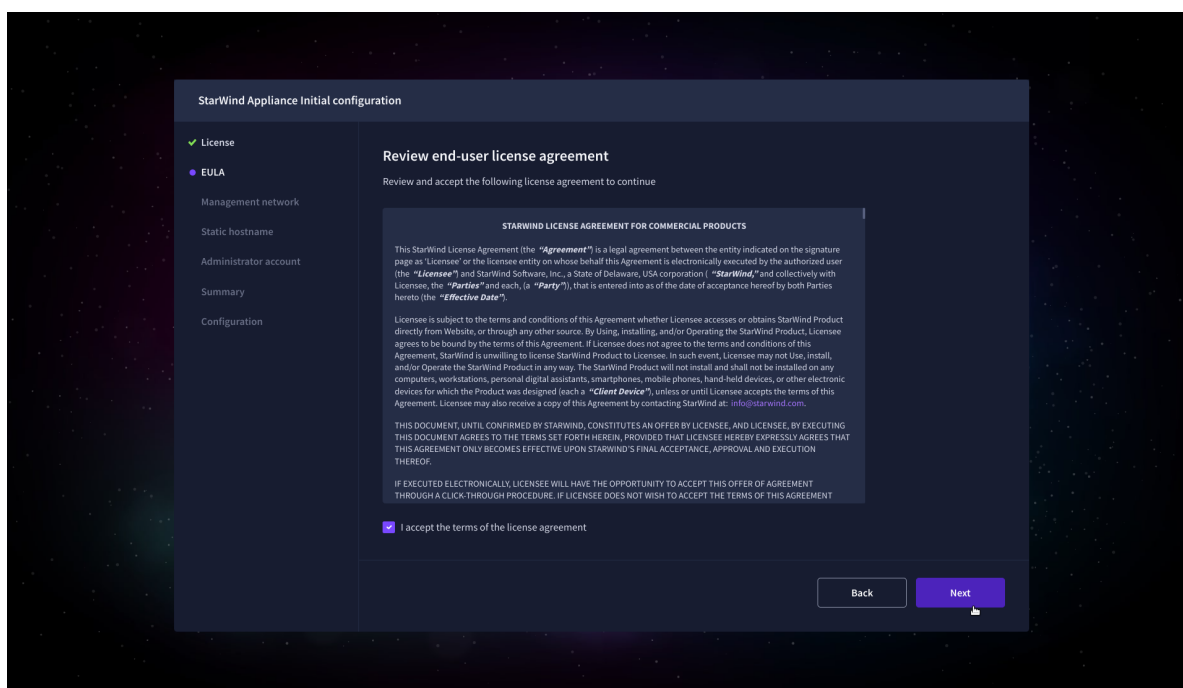 StarWind Appliance Initial configuration
License
EULA
Management network
Static hostname
Administrator account
Summary
Configuration
Review end-user license agreement
Review and accept the following license agreement to continue
STARWIND LICENSE AGREEMENT FOR COMMERCIAL PRODUCTS
This StarWind License Agreement (the “Agreement”) is a legal agreement between the entity indicated on the signature
page as 'Licensee' or the licensee entity on whose behalf this Agreement is electronically executed by the authorized user
(the “Licensee”) and StarWind Software, Inc., a State of Delaware, USA corporation ( “StarWind,” and collectively with
Licensee, the “Parties” and each, (a “Party”)), that is entered into as of the date of acceptance hereof by both Parties
hereto (the “Effective Date”).
Licensee is subject to the terms and conditions of this Agreement whether Licensee accesses or obtains StarWind Product
directly from Website, or through any other source. By Using, installing, and/or Operating the StarWind Product, Licensee
agrees to be bound by the terms of this Agreement. If Licensee does not agree to the terms and conditions of this
Agreement, StarWind is unwilling to license StarWind Product to Licensee. In such event, Licensee may not Use, install,
and/or Operate the StarWind Product in any way. The StarWind Product will not install and shall not be installed on any
computers, workstations, personal digital assistants, smartphones, mobile phones, hand-held devices, or other electronic
devices for which the Product was designed (each a “Client Device”), unless or until Licensee accepts the terms of this
Agreement. Licensee may also receive a copy of this Agreement by contacting StarWind at: info@starwind.com.
THIS DOCUMENT, UNTIL CONFIRMED BY STARWIND, CONSTITUTES AN OFFER BY LICENSEE, AND LICENSEE, BY EXECUTING
THIS DOCUMENT AGREES TO THE TERMS SET FORTH HEREIN, PROVIDED THAT LICENSEE HEREBY EXPRESSLY AGREES THAT
THIS AGREEMENT ONLY BECOMES EFFECTIVE UPON STARWIND'S FINAL ACCEPTANCE, APPROVAL AND EXECUTION
THEREOF.
IF EXECUTED ELECTRONICALLY, LICENSEE WILL HAVE THE OPPORTUNITY TO ACCEPT THIS OFFER OF AGREEMENT
THROUGH A CLICK-THROUGH PROCEDURE. IF LICENSEE DOES NOT WISH TO ACCEPT THE TERMS OF THIS AGREEMENT
I accept the terms of the license agreement
Back
Next